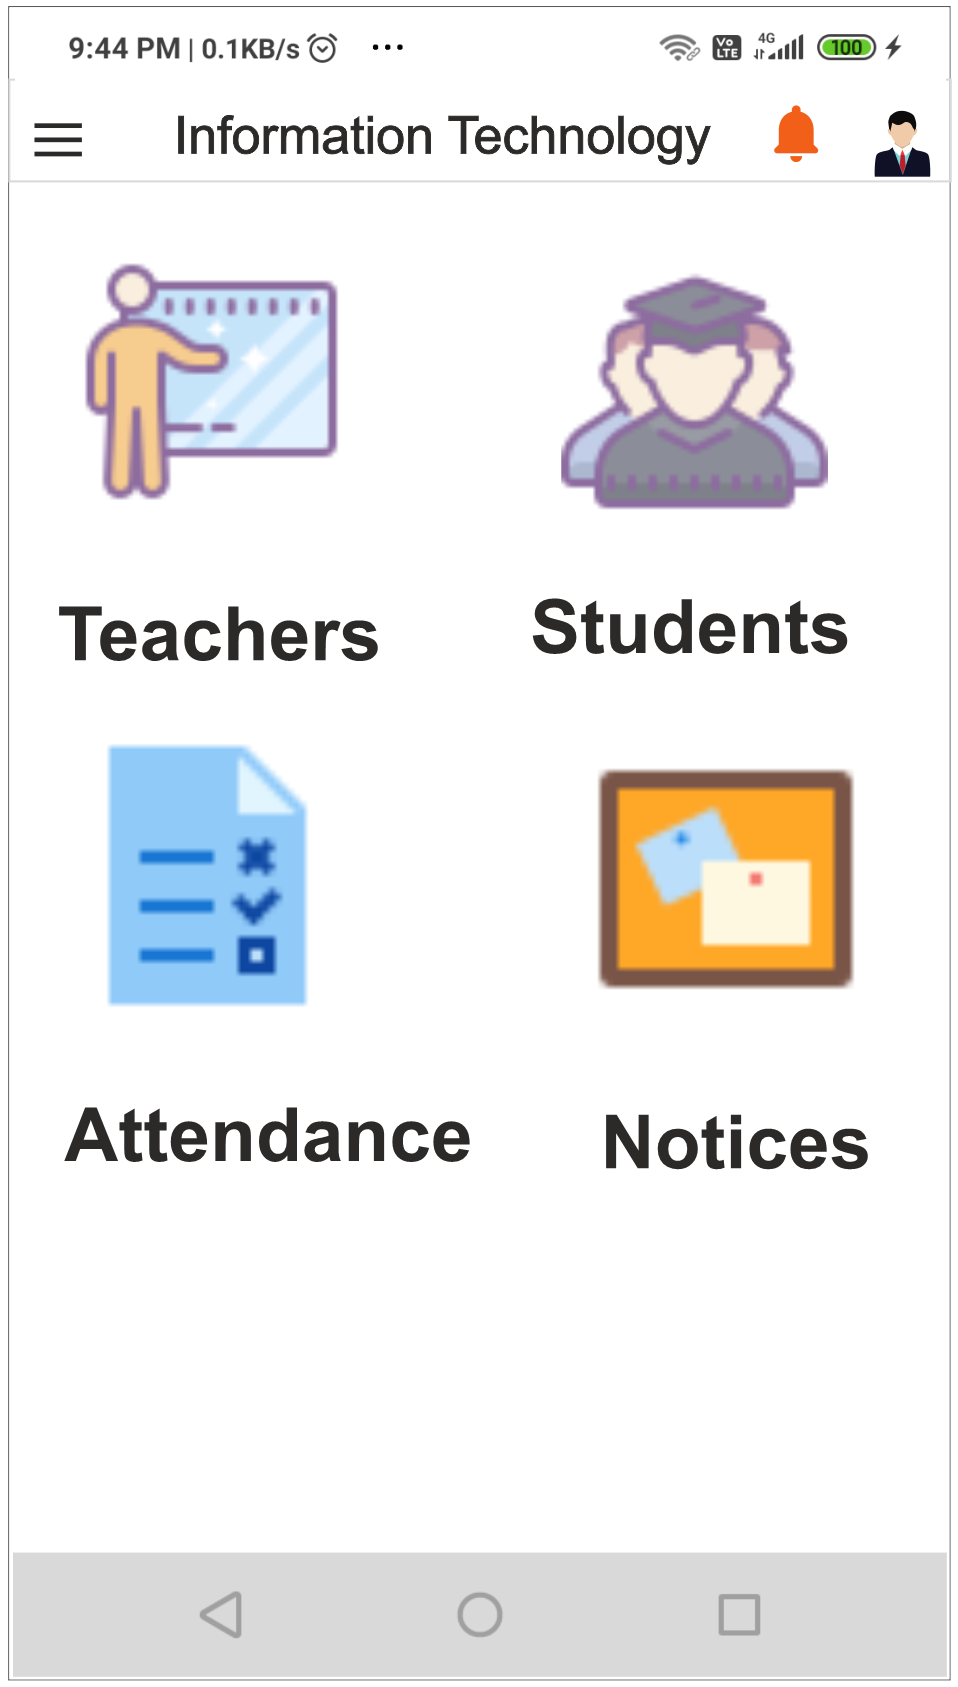 9:44 PM | 0.1KB/s ... Vo LTE 4G 100
Information Technology
Teachers Students
Attendance Notices